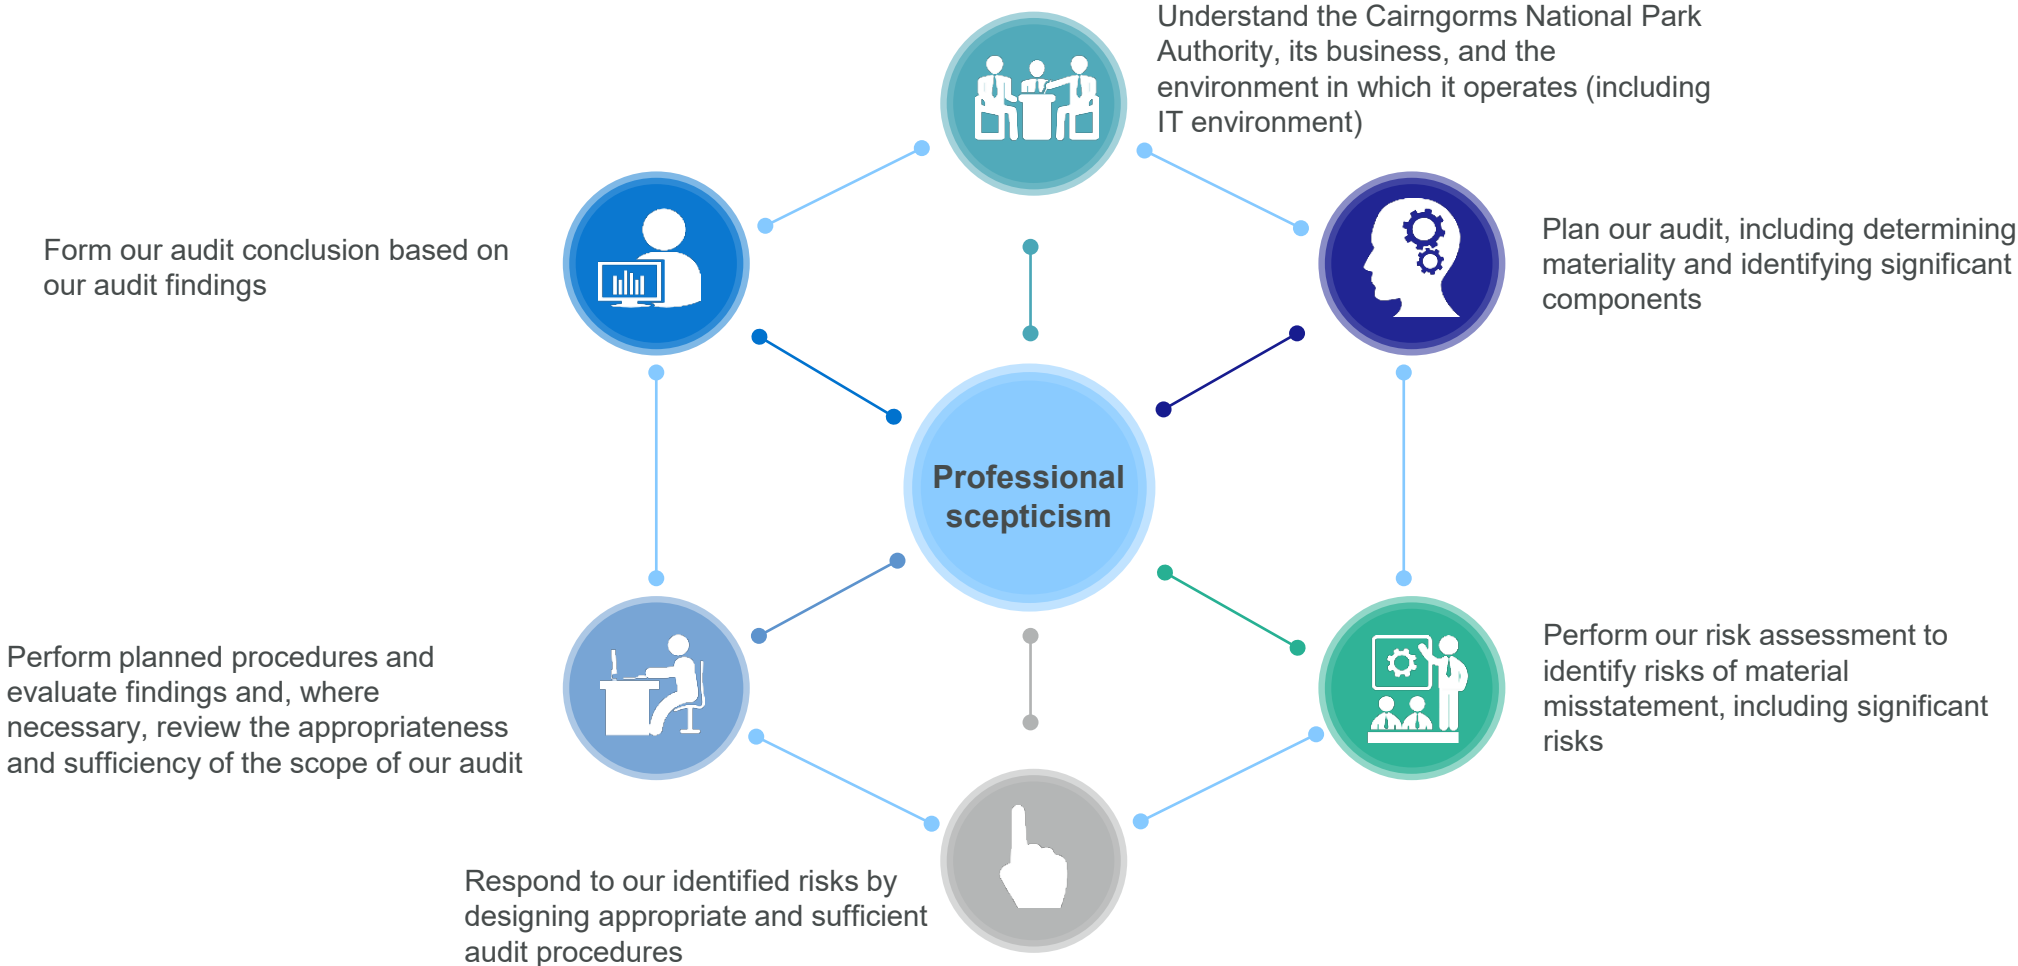 Understand the Cairngorms National Park
Authority, its business, and the
environment in which it operates (including
IT environment)
Plan our audit, including determining
materiality and identifying significant
components
Perform our risk assessment to
identify risks of material
misstatement, including significant
risks
Respond to our identified risks by
designing appropriate and sufficient
audit procedures
Perform planned procedures and
evaluate findings and, where
necessary, review the appropriateness
and sufficiency of the scope of our audit
Form our audit conclusion based on
our audit findings
Professional
scepticism